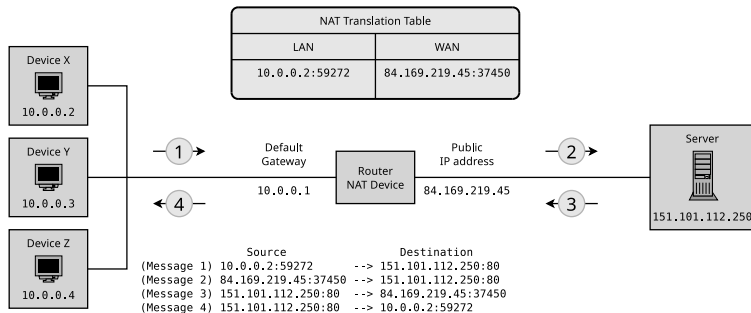 NAT Translation Table
LAN WAN
10.0.0.2:59272 84.169.219.45:37450
Device X
10.0.0.2
Device Y
10.0.0.3
Device Z
10.0.0.4
1
4
Default
Gateway
10.0.0.1
Router
NAT Device
Public
IP address
84.169.219.45
2
3
Server
151.101.112.250
Source Destination
(Message 1) 10.0.0.2:59272 --> 151.101.112.250:80
(Message 2) 84.169.219.45:37450 --> 151.101.112.250:80
(Message 3) 151.101.112.250:80 --> 84.169.219.45:37450
(Message 4) 151.101.112.250:80 --> 10.0.0.2:59272